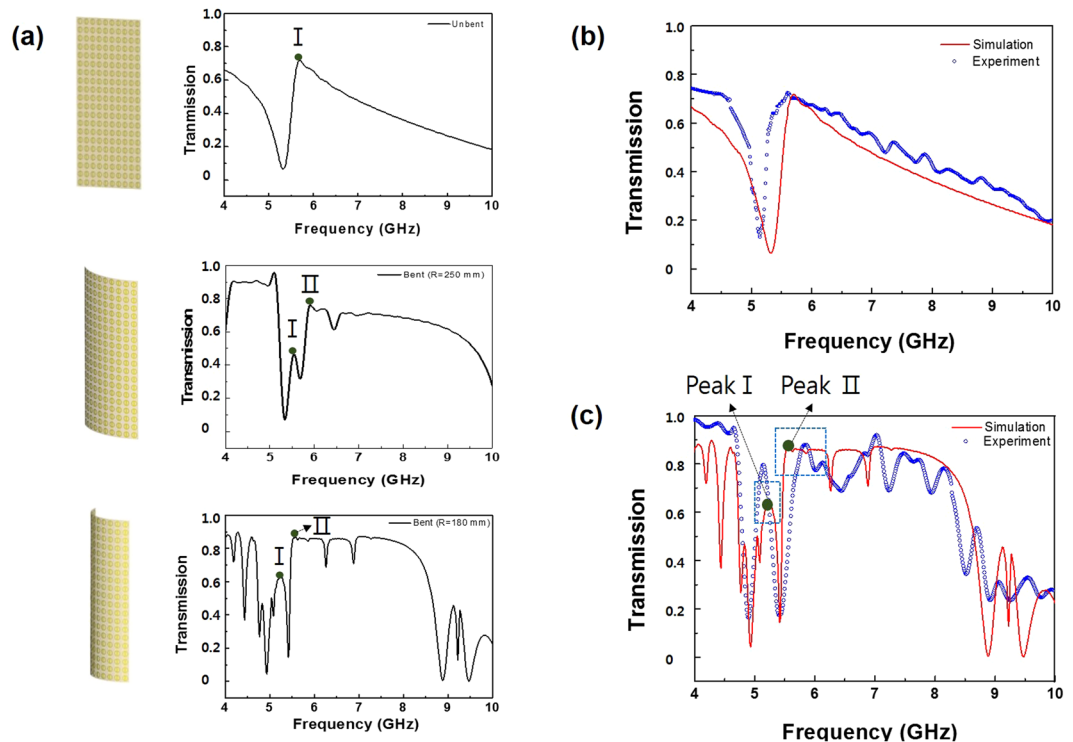 (a)
1.0
0.8
0.6
0.4
0.2
0
Tranmission
Unbent
I
4 5 6 7 8 9 10
Frequency (GHz)
1.0
0.8
0.6
0.4
0.2
0
Transmission
Bent (R=250 mm)
II
I
4 5 6 7 8 9 10
Frequency (GHz)
1.0
0.8
0.6
0.4
0.2
0
Transmission
Bent (R=180 mm)
II
I
4 5 6 7 8 9 10
Frequency (GHz)
(b)
1.0
0.8
0.6
0.4
0.2
0
Transmission
Simulation
Experiment
4 5 6 7 8 9 10
Frequency (GHz)
(c)
Peak I Peak II
1.0
0.8
0.6
0.4
0.2
0
Transmission
Simulation
Experiment
4 5 6 7 8 9 10
Frequency (GHz)